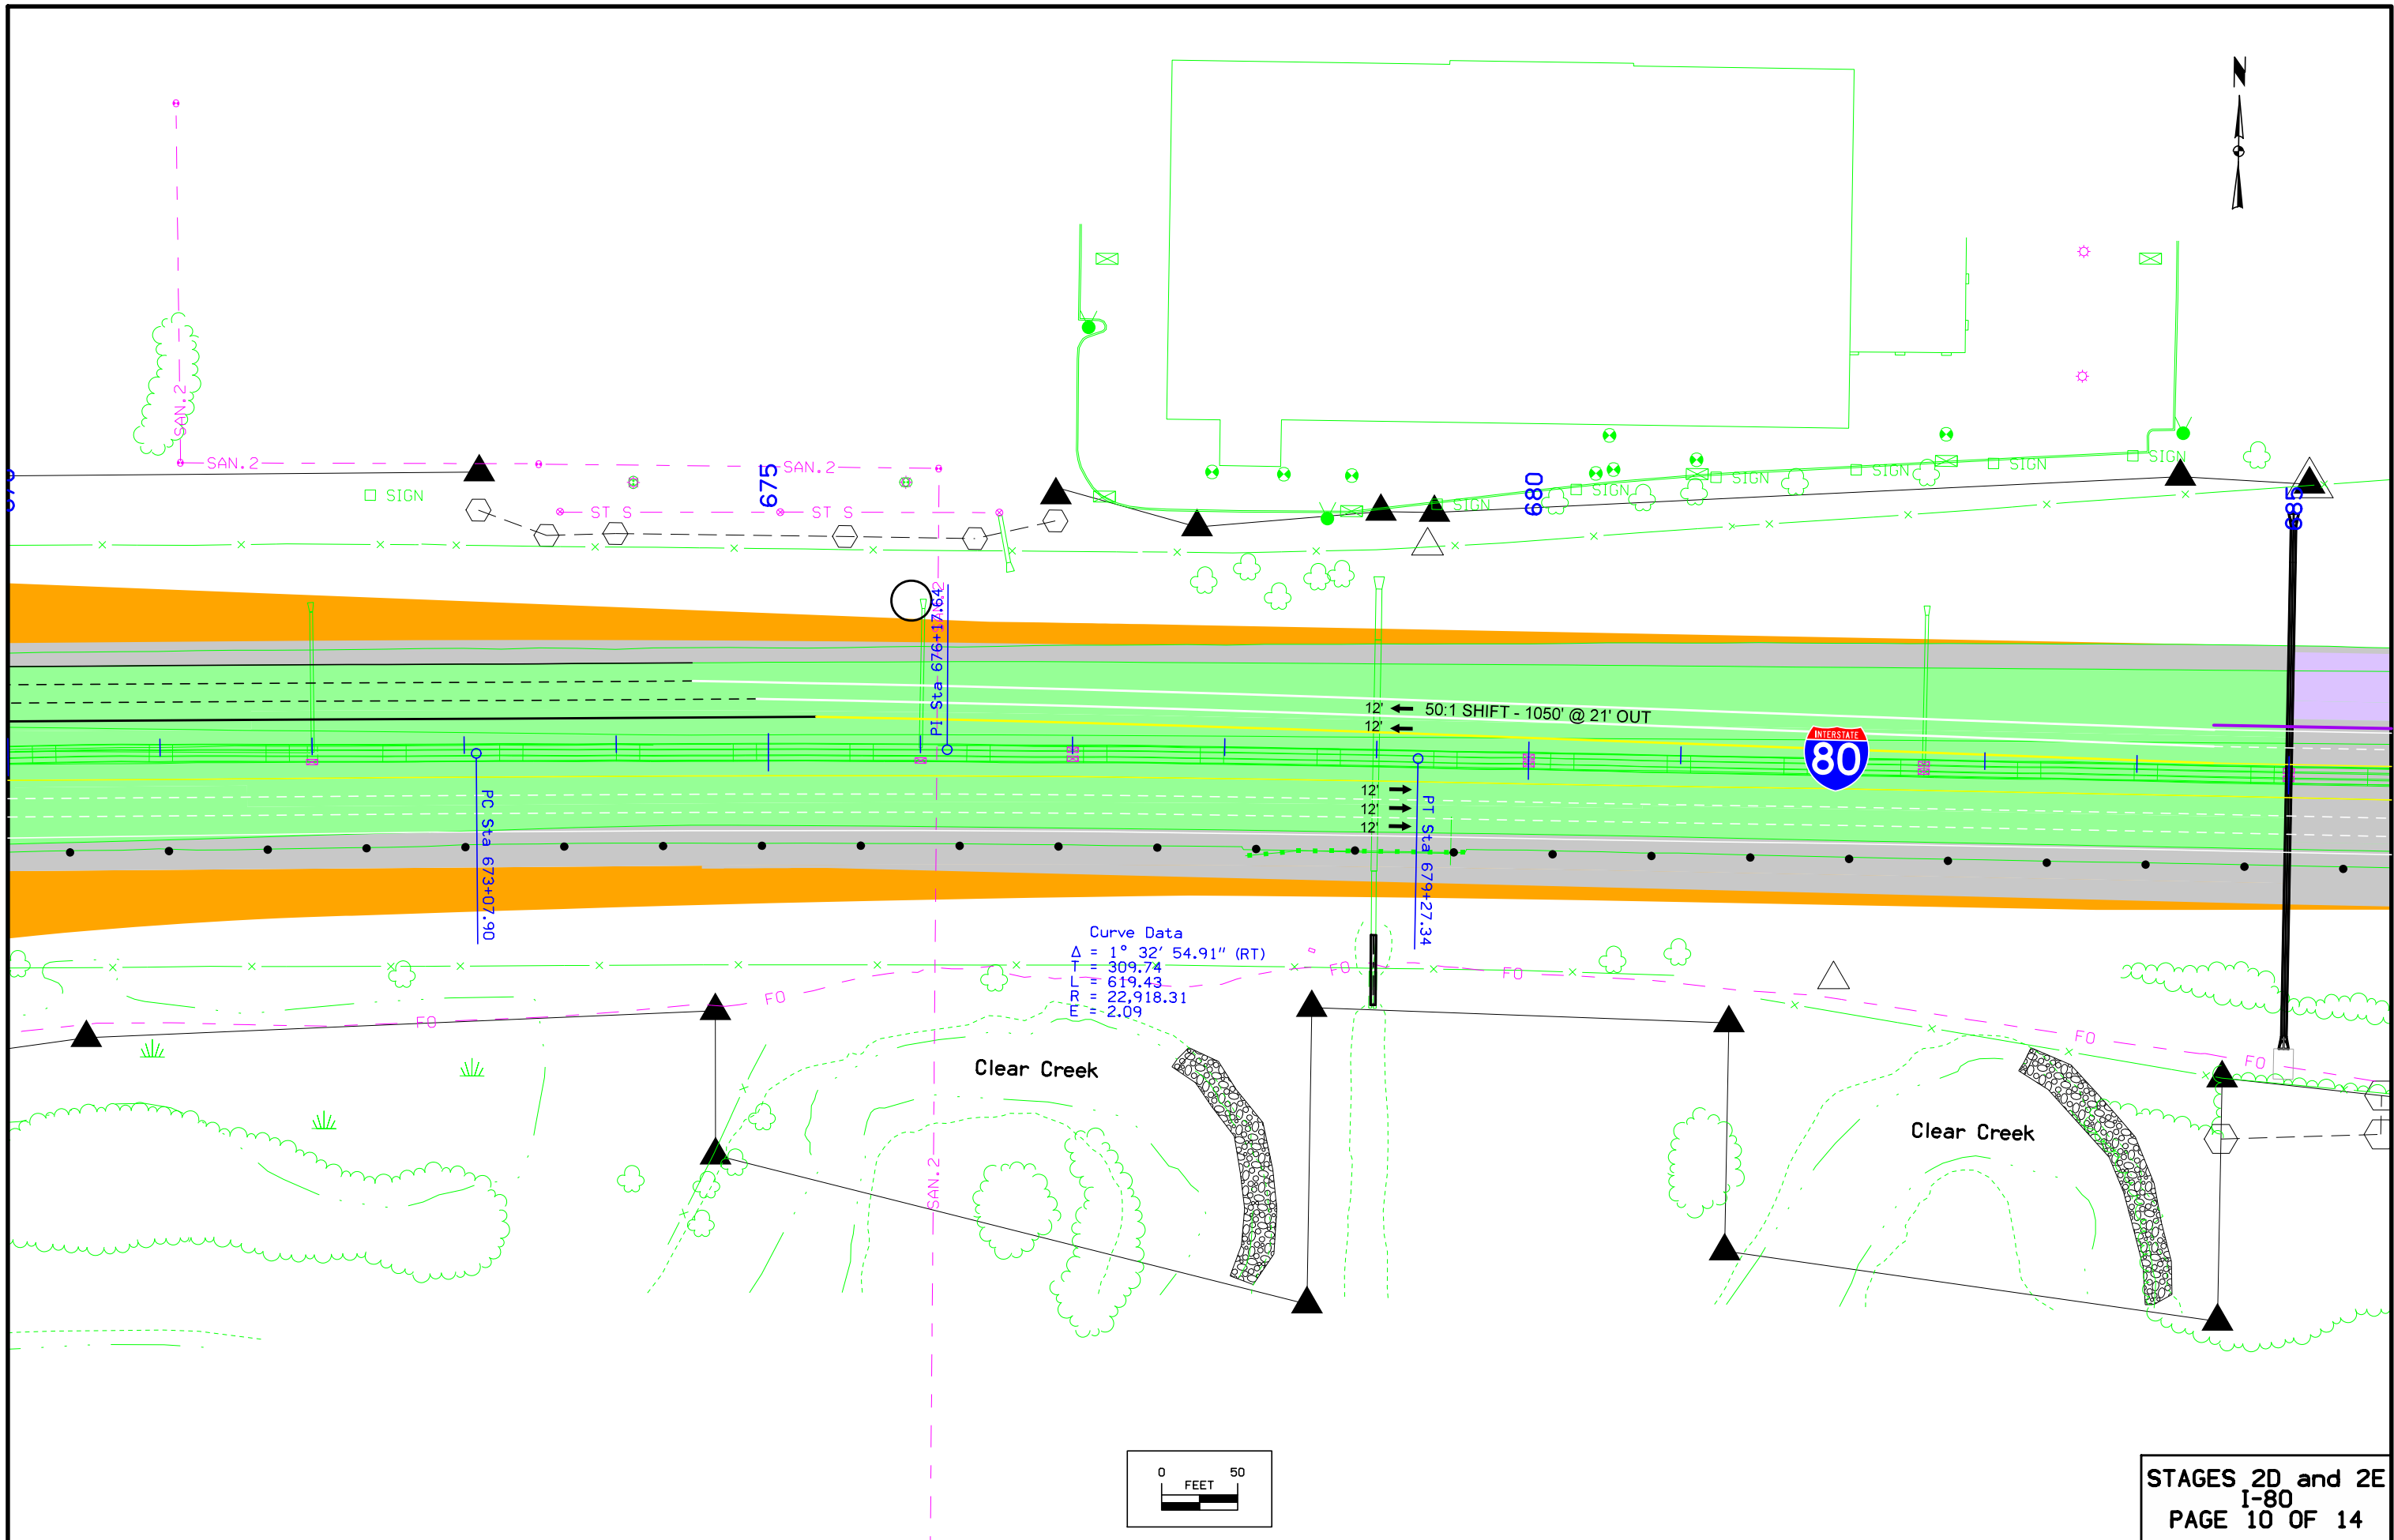 N
SAN.2
SAN.2
SAN.2
SIGN
675
ST S
ST S
SIGN
SIGN
SIGN
SIGN
SIGN
SIGN
680
685
PI Sta 676+17.64
12' 50:1 SHIFT - 1050' @ 21' OUT
12'
INTERSTATE
80
12'
12'
12'
PC Sta 673+07.90
PT Sta 679+27.34
Curve Data
Δ = 1° 32' 54.91" (RT)
T = 309.74
L = 619.43
R = 22,918.31
E = 2.09
FO
FO
FO
FO
FO
FO
Clear Creek
Clear Creek
SAN.2
0 50
FEET
STAGES 2D and 2E
I-80
PAGE 10 OF 14